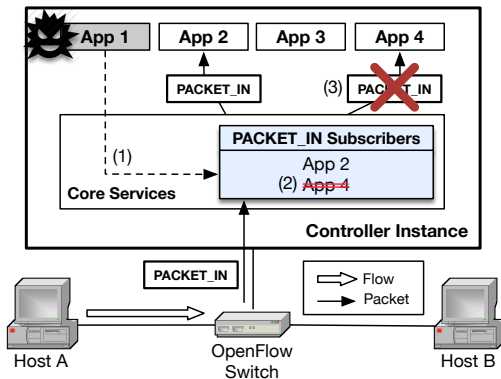 App 1 App 2 App 3 App 4
PACKET_IN (3) PACKET_IN
(1)
PACKET_IN Subscribers
App 2
(2) App 4
Core Services
Controller Instance
PACKET_IN
Flow
Packet
Host A
OpenFlow
Switch
Host B